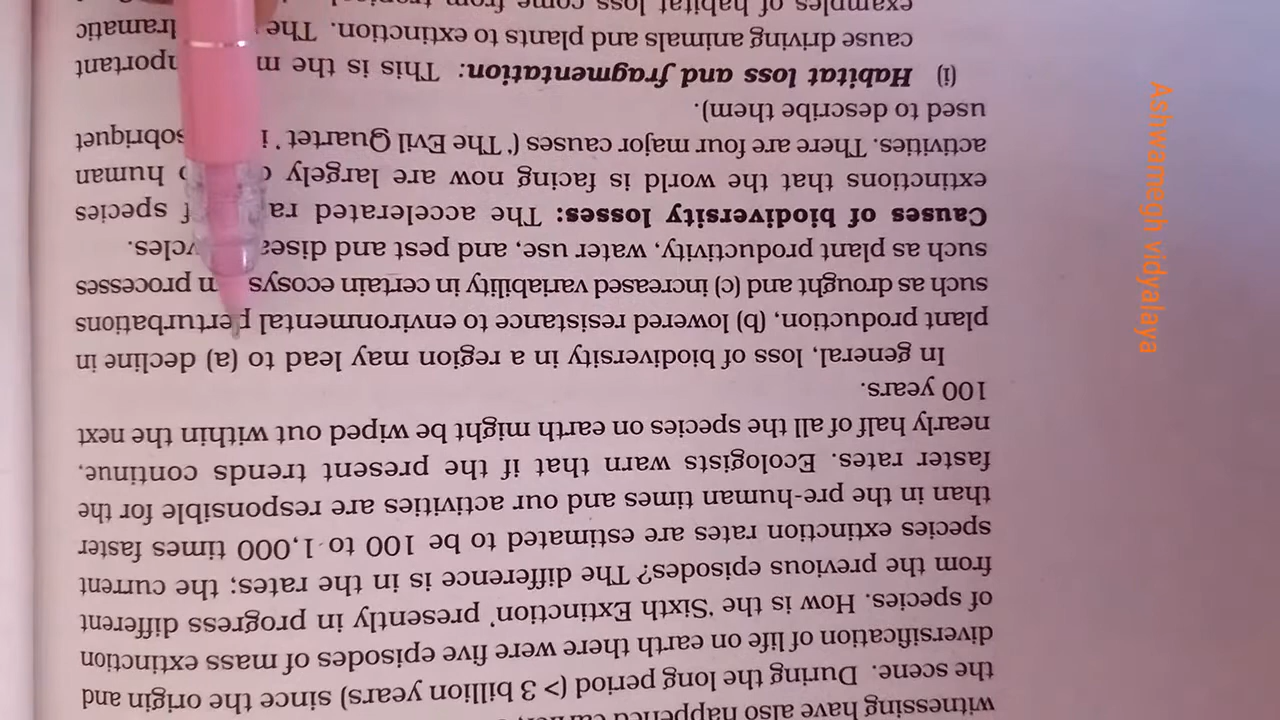 witnessing have also happened
the scene. During the long period (> 3 billion years) since the origin and
diversification of life on earth there were five episodes of mass extinction
of species. How is the 'Sixth Extinction' presently in progress different
from the previous episodes? The difference is in the rates; the current
species extinction rates are estimated to be 100 to 1,000 times faster
than in the pre-human times and our activities are responsible for the
faster rates. Ecologists warn that if the present trends continue,
nearly half of all the species on earth might be wiped out within the next
100 years.
In general, loss of biodiversity in a region may lead to (a) decline in
plant production, (b) lowered resistance to environmental perturbations
such as drought and (c) increased variability in certain ecosys n processes
such as plant productivity, water use, and pest and disea ycles.
Causes of biodiversity losses: The accelerated ra f species
extinctions that the world is facing now are largely human
activities. There are four major causes (' The Evil Quartet ' i sobriquet
used to describe them).
(i) Habitat loss and fragmentation: This is the m mportant
cause driving animals and plants to extinction. The dramatic
examples of habitat loss come from
Ashwamegh vidyalaya